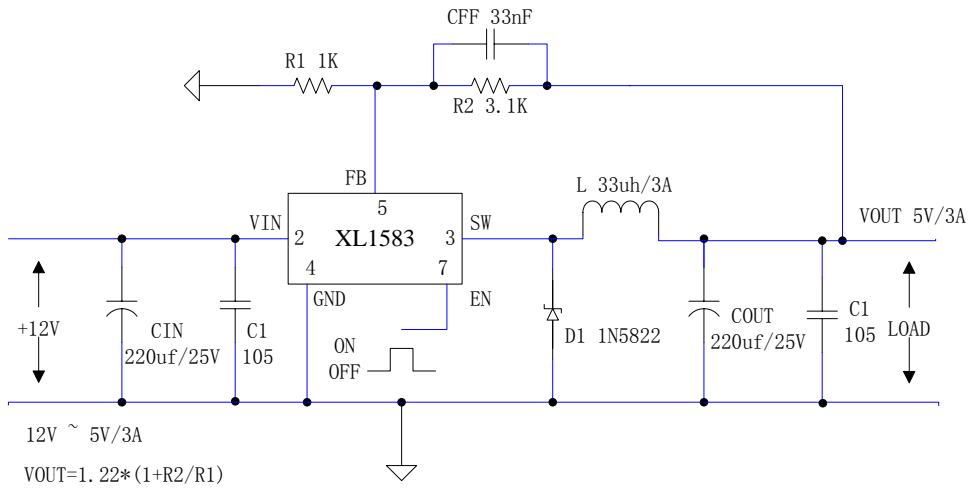 CFF 33nF
R1 1K
R2 3.1K
FB
L 33uh/3A
5
VIN
SW
VOUT 5V/3A
2
XL1583
3
4
7
GND
EN
+12V
CIN
220uf/25V
C1
105
ON
OFF
D1 1N5822
COUT
220uf/25V
C1
105
LOAD
12V ~ 5V/3A
VOUT=1.22*(1+R2/R1)